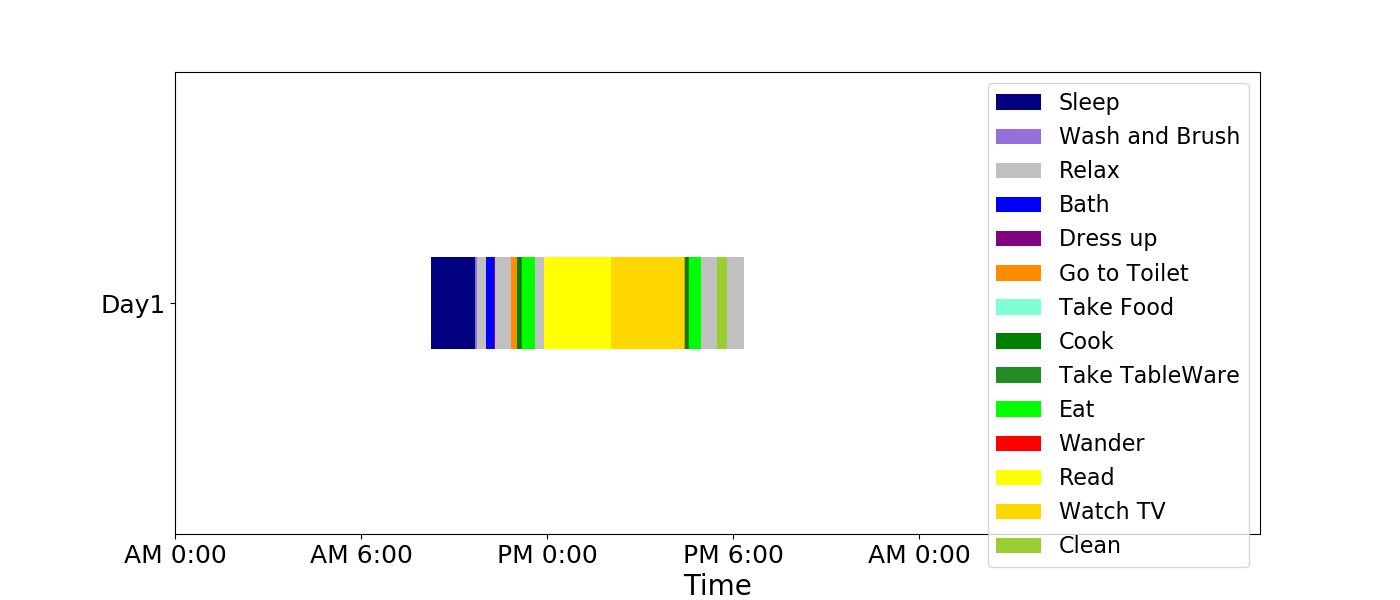 Sleep
Wash and Brush
Relax
Bath
Dress up
Go to Toilet
Take Food
Cook
Take TableWare
Eat
Wander
Read
Watch TV
Clean
Day1
AM 0:00 AM 6:00 PM 0:00 PM 6:00 AM 0:00
Time